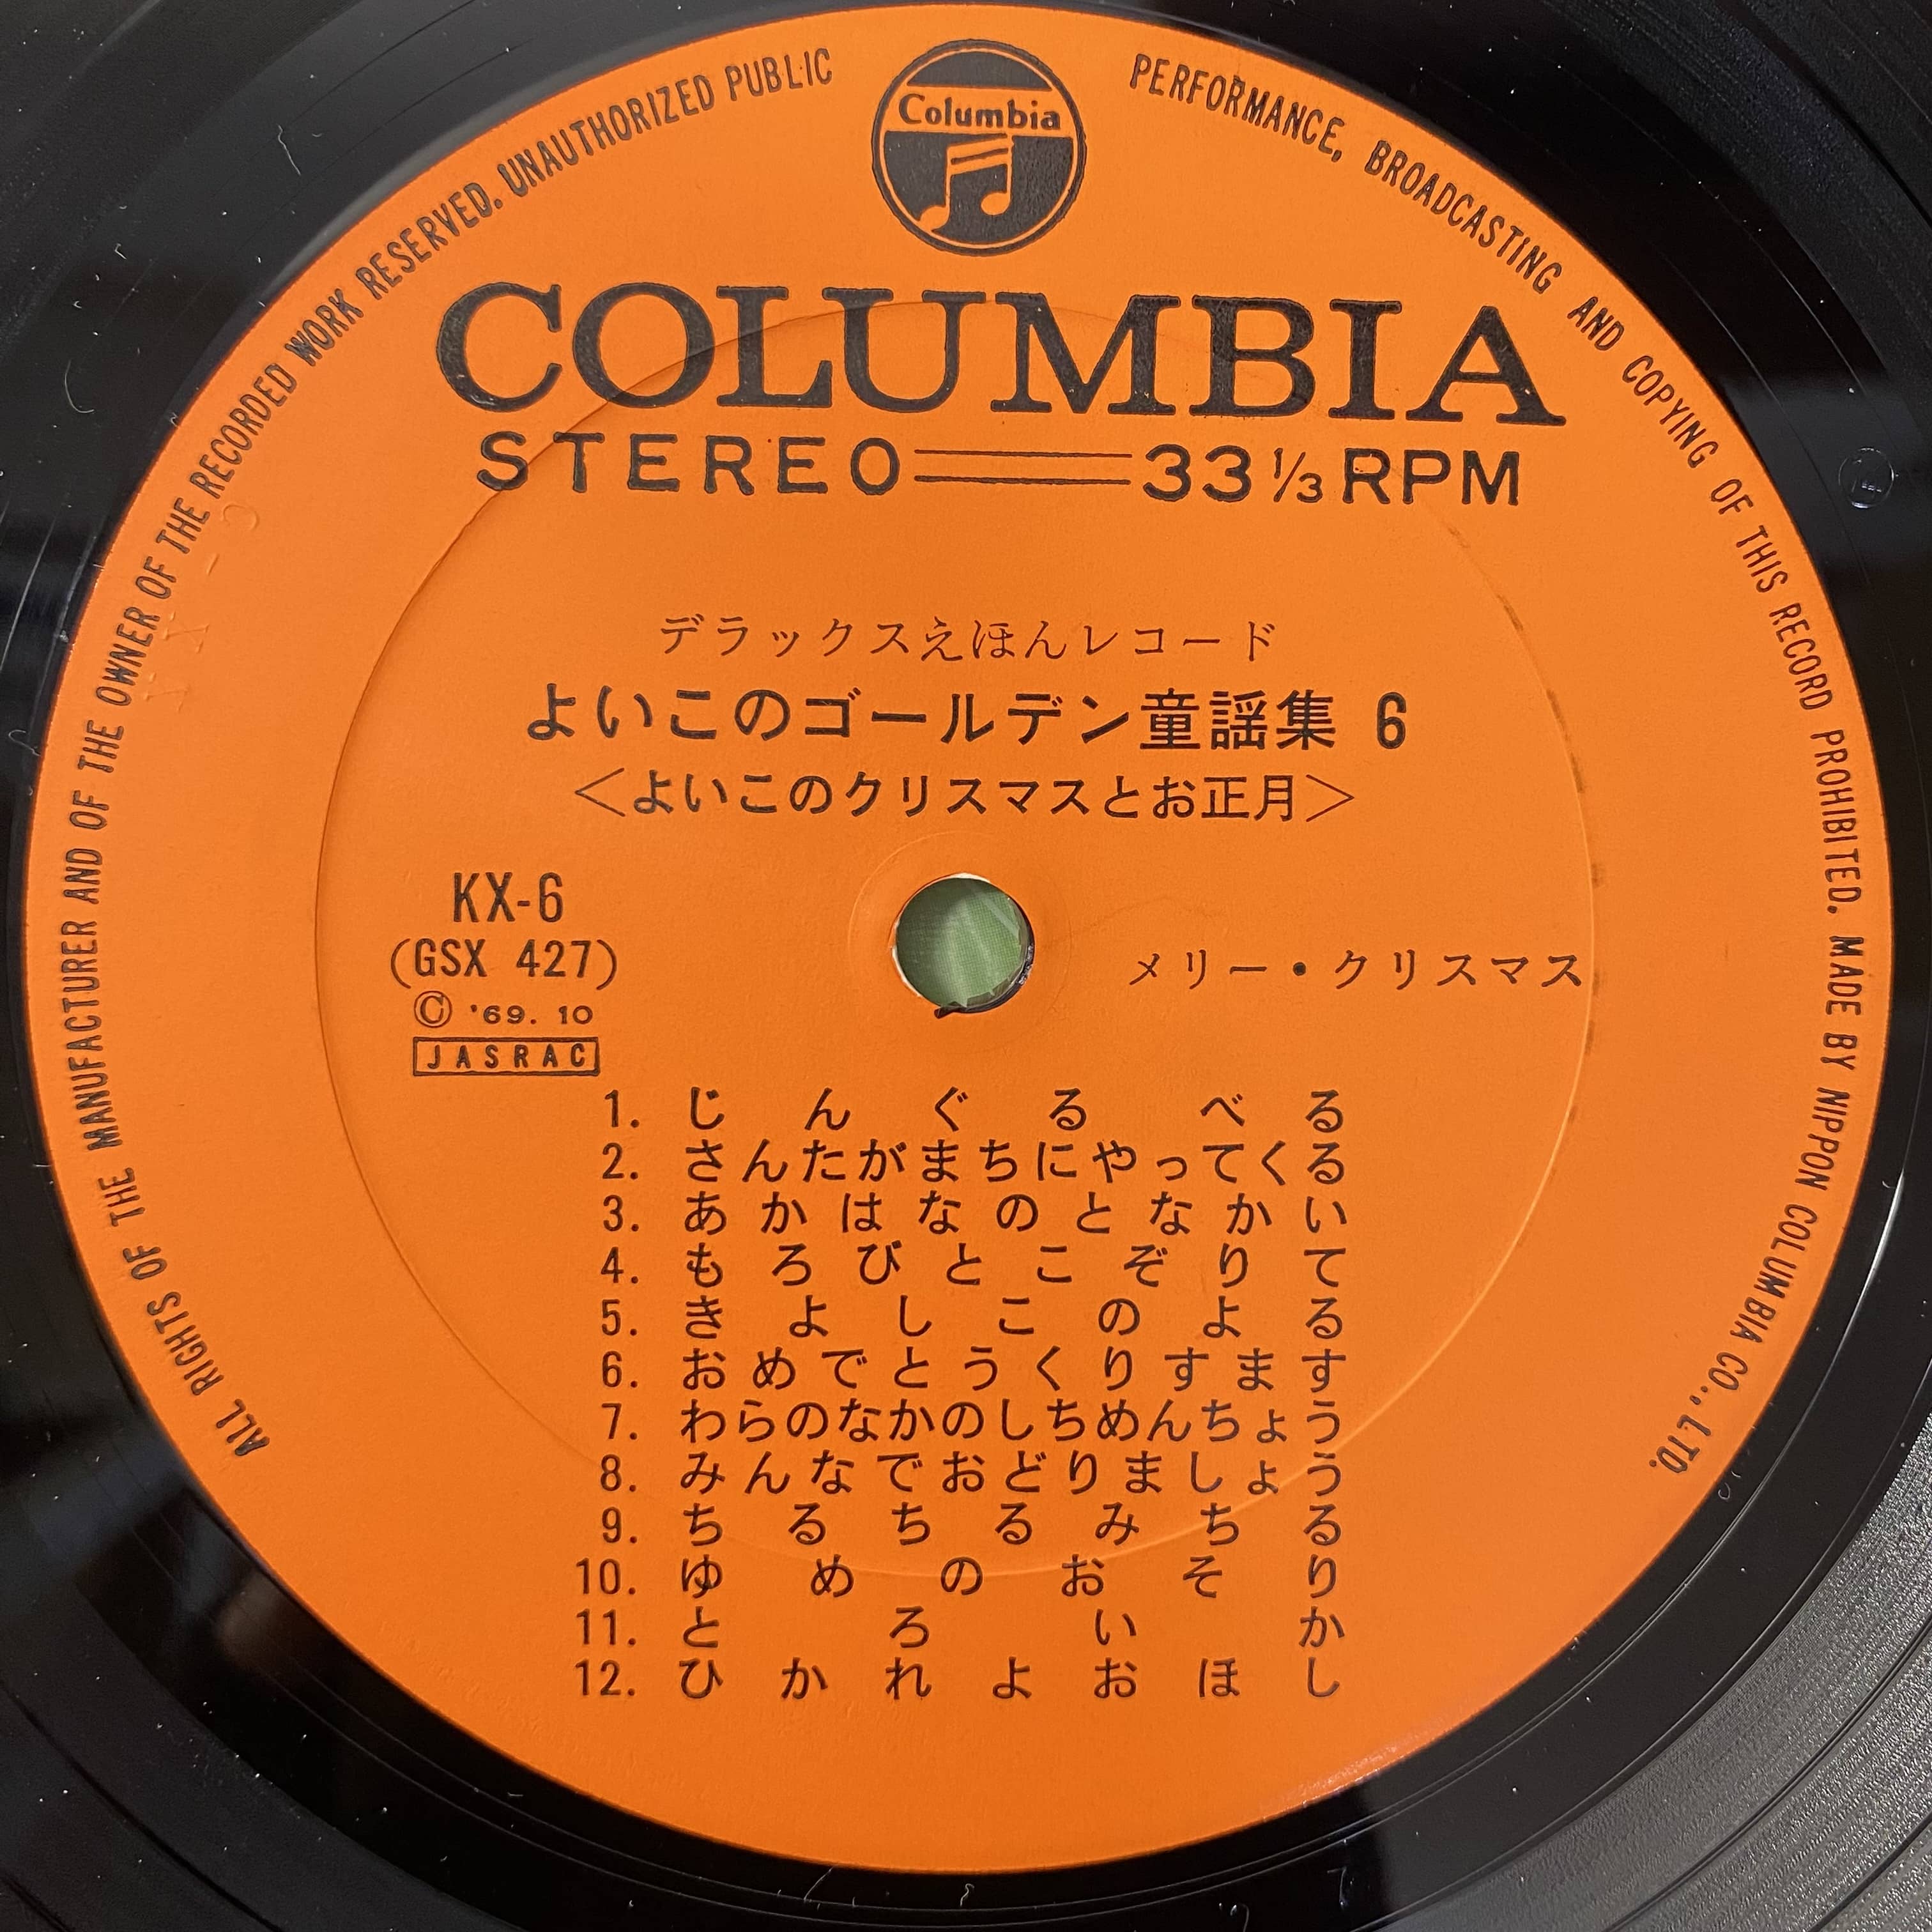 ALL RIGHTS OF THE MANUFACTURER AND OF THE OWNER OF THE RECORDED WORK RESERVED. UNAUTHORIZED PUBLIC PERFORMANCE, BROADCASTING AND COPYING OF THIS RECORD PROHIBITED. MADE BY NIPPON COLUMBIA CO., LTD.
Columbia
COLUMBIA
STEREO 33 1/3 RPM
デラックスえほんレコード
よいこのゴールデン童謡集 6
＜よいこのクリスマスとお正月＞
KX-6
(GSX 427)
© '69. 10
JASRAC
メリー・クリスマス
1. じんぐるべる
2. さんたがまちにやってくる
3. あかはなのとなかい
4. もろびとこぞりて
5. きよしこのよる
6. おめでとうくりすます
7. わらのなかのしちめんちょう
8. みんなでおどりましょう
9. ちるちるみちる
10. ゆめのおそり
11. とろいか
12. ひかれよおほし